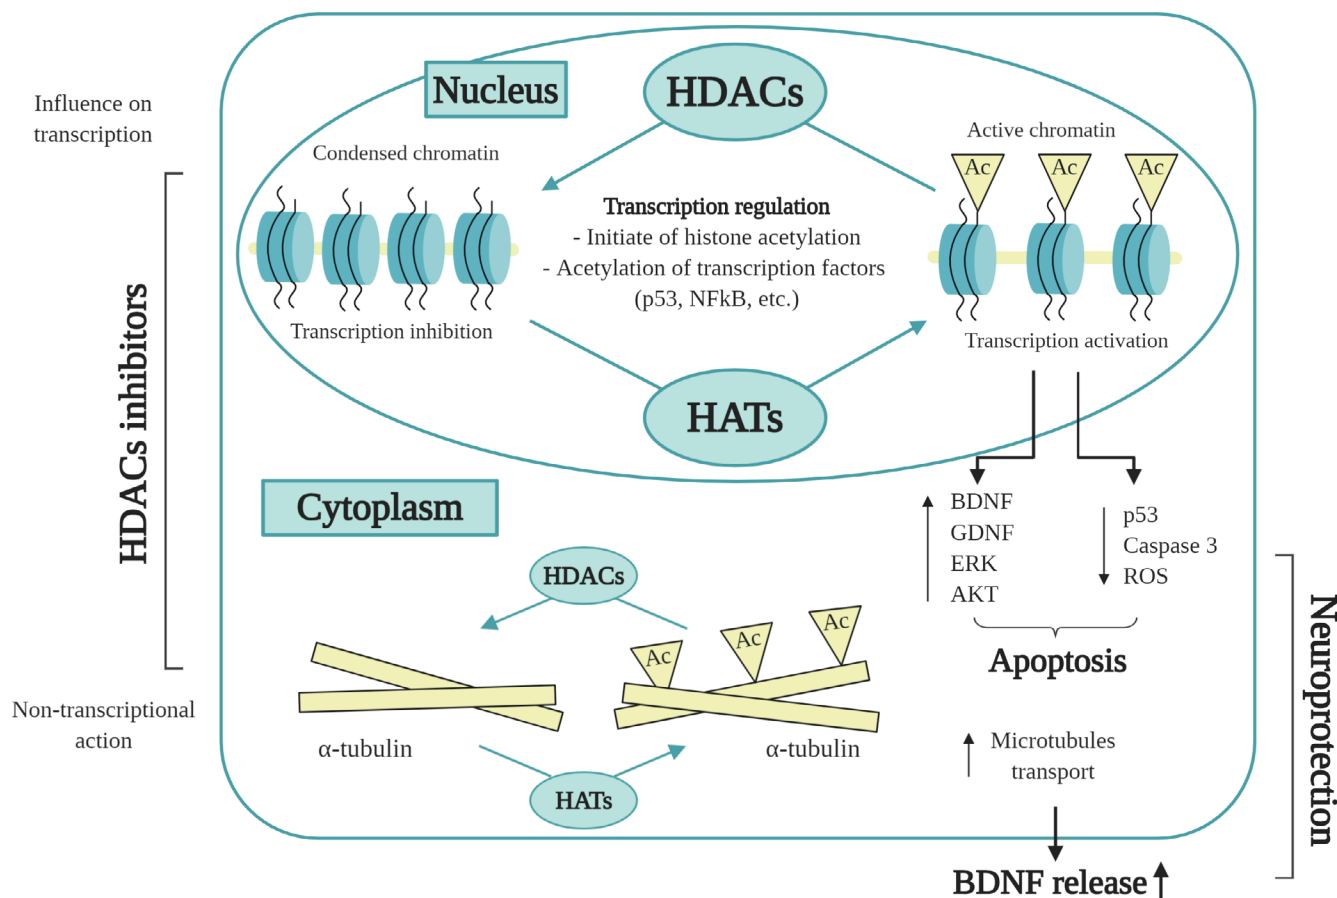 Influence on
transcription
HDACs inhibitors
Non-transcriptional
action
Nucleus
HDACs
Condensed chromatin
Transcription inhibition
Transcription regulation
- Initiate of histone acetylation
- Acetylation of transcription factors
(p53, NFkB, etc.)
Active chromatin
Ac
Ac
Ac
Transcription activation
HATs
Cytoplasm
HDACs
α-tubulin
Ac
Ac
Ac
α-tubulin
HATs
BDNF
GDNF
ERK
AKT
p53
Caspase 3
ROS
Apoptosis
Microtubules
transport
BDNF release
Neuroprotection